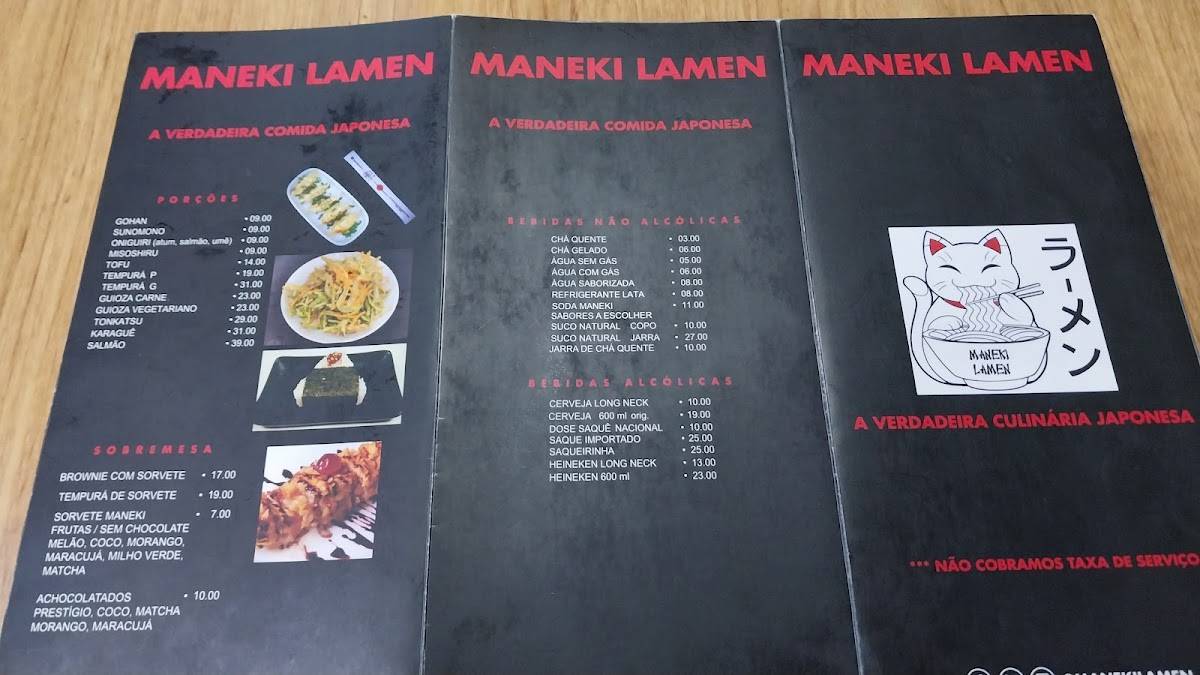 MANEKI LAMEN
A VERDADEIRA COMIDA JAPONESA
PORÇÕES
GOHAN • 09.00
SUNOMONO • 09.00
ONIGUIRI (atum, salmão, umê) • 09.00
MISOSHIRU • 09.00
TOFU • 14.00
TEMPURÁ P • 19.00
TEMPURÁ G • 31.00
GUIOZA CARNE • 23.00
GUIOZA VEGETARIANO • 23.00
TONKATSU • 29.00
KARAGUÊ • 31.00
SALMÃO • 39.00
SOBREMESA
BROWNIE COM SORVETE • 17.00
TEMPURÁ DE SORVETE • 19.00
SORVETE MANEKI • 7.00
FRUTAS / SEM CHOCOLATE
MELÃO, COCO, MORANGO,
MARACUJÁ, MILHO VERDE,
MATCHA
ACHOCOLATADOS • 10.00
PRESTÍGIO, COCO, MATCHA
MORANGO, MARACUJÁ
MANEKI LAMEN
A VERDADEIRA COMIDA JAPONESA
BEBIDAS NÃO ALCÓLICAS
CHÁ QUENTE • 03.00
CHÁ GELADO • 06.00
ÁGUA SEM GÁS • 05.00
ÁGUA COM GÁS • 06.00
ÁGUA SABORIZADA • 08.00
REFRIGERANTE LATA • 08.00
SODA MANEKI • 11.00
SABORES A ESCOLHER
SUCO NATURAL COPO • 10.00
SUCO NATURAL JARRA • 27.00
JARRA DE CHÁ QUENTE • 10.00
BEBIDAS ALCÓLICAS
CERVEJA LONG NECK • 10.00
CERVEJA 600 ml orig. • 19.00
DOSE SAQUÊ NACIONAL • 10.00
SAQUE IMPORTADO • 25.00
SAQUEIRINHA • 25.00
HEINEKEN LONG NECK • 13.00
HEINEKEN 600 ml • 23.00
MANEKI LAMEN
ラーメン
MANEKI
LAMEN
A VERDADEIRA CULINÁRIA JAPONESA
*** NÃO COBRAMOS TAXA DE SERVIÇO